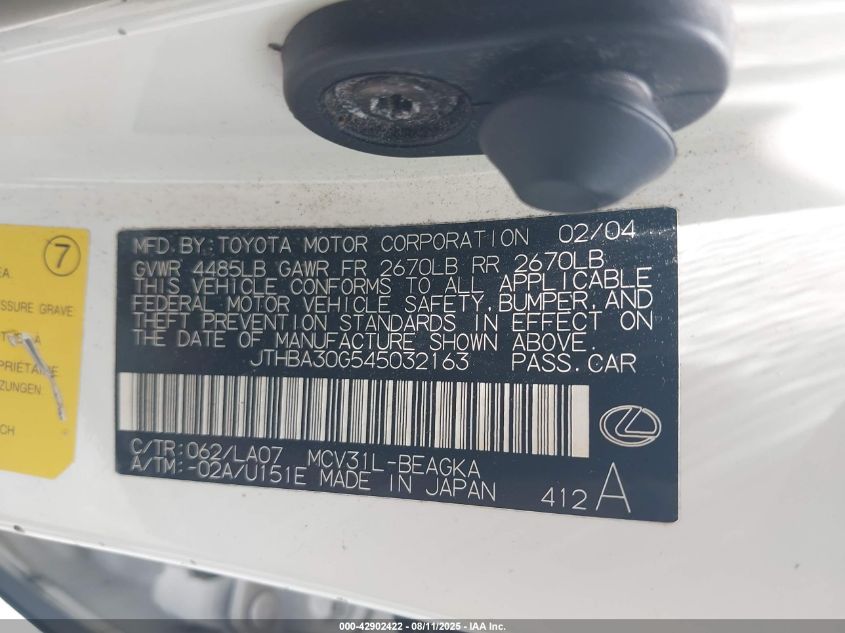 7
EA.
SSURE GRAVE
PRIÉTAIRE
ZUNGEN:
CH
MFD. BY: TOYOTA MOTOR CORPORATION 02/04
GVWR 4485LB GAWR FR 2670LB RR 2670LB
THIS VEHICLE CONFORMS TO ALL APPLICABLE
FEDERAL MOTOR VEHICLE SAFETY, BUMPER, AND
THEFT PREVENTION STANDARDS IN EFFECT ON
THE DATE OF MANUFACTURE SHOWN ABOVE.
JTHBA30G545032163 PASS. CAR
C/TR: 062/LA07 MCV31L-BEAGKA
A/TM: -02A/U151E MADE IN JAPAN
412 A
000-42902422 - 08/11/2025 - IAA Inc.